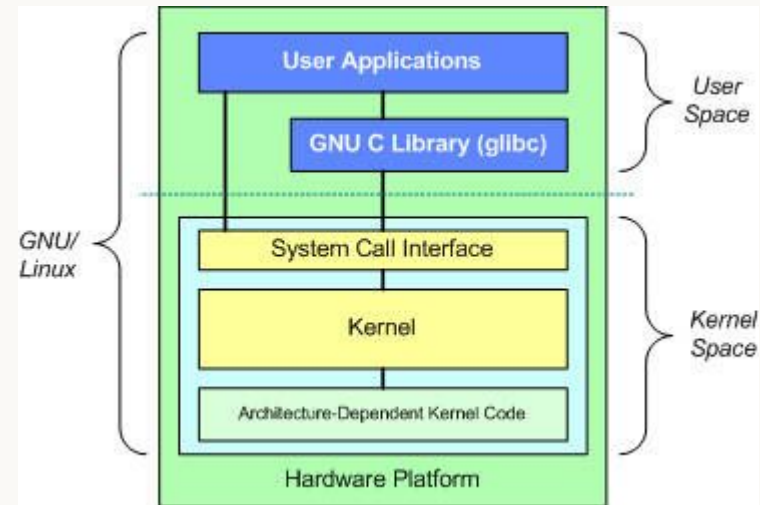 User Applications
GNU C Library (glibc)
User
Space
GNU/
Linux
System Call Interface
Kernel
Architecture-Dependent Kernel Code
Kernel
Space
Hardware Platform